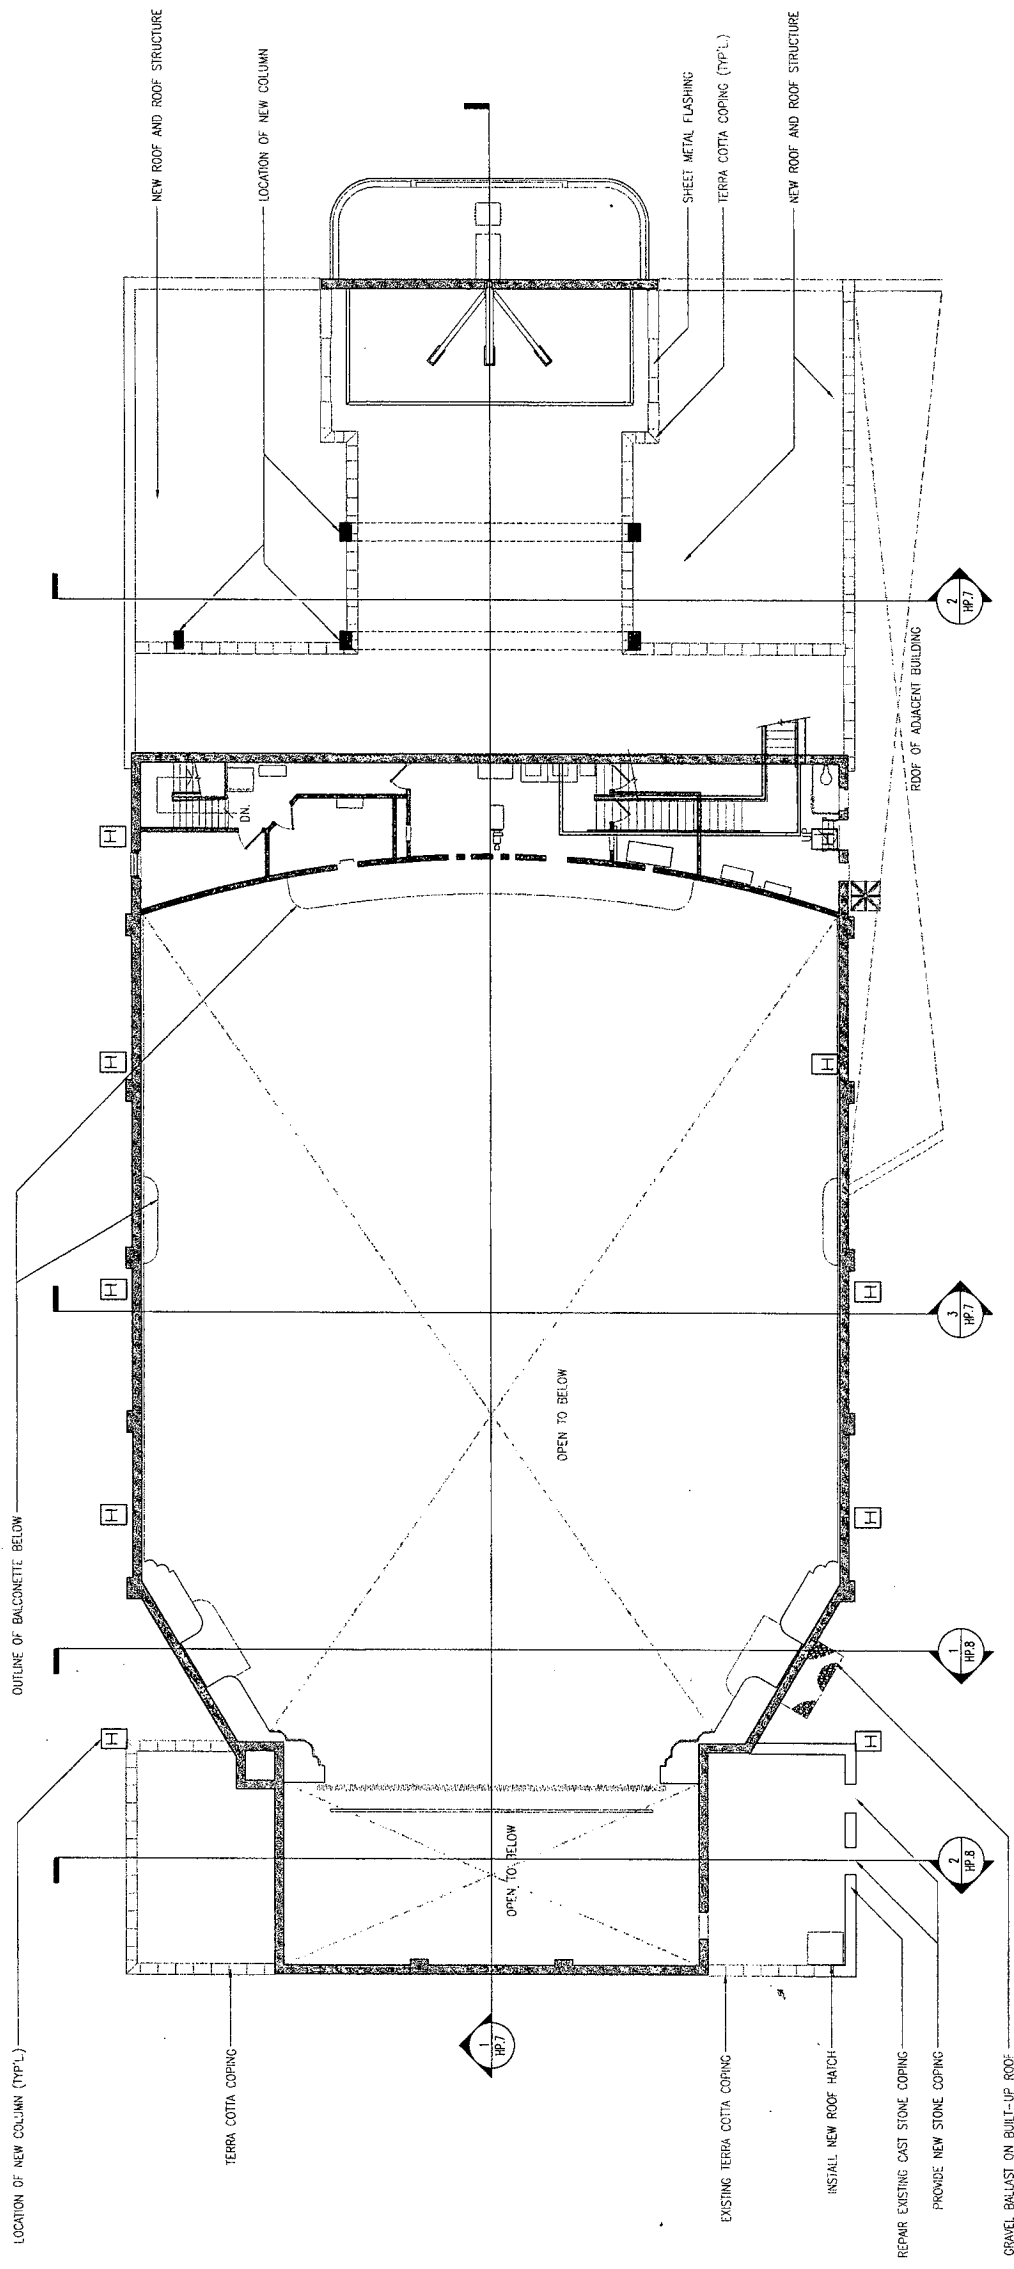 NEW ROOF AND ROOF STRUCTURE
LOCATION OF NEW COLUMN
SHEET METAL FLASHING
TERRA COTTA COPING (TYP'L.)
NEW ROOF AND ROOF STRUCTURE
2
HP.7
ROOF OF ADJACENT BUILDING
DN.
UP
H
H
H
H
H
H
H
H
H
H
3
HP.7
OPEN TO BELOW
OUTLINE OF BALCONETTE BELOW
1
HP.8
2
HP.8
OPEN TO BELOW
1
HP.7
LOCATION OF NEW COLUMN (TYP'L.)
TERRA COTTA COPING
EXISTING TERRA COTTA COPING
INSTALL NEW ROOF HATCH
REPAIR EXISTING CAST STONE COPING
PROVIDE NEW STONE COPING
GRAVEL BALLAST ON BUILT-UP ROOF